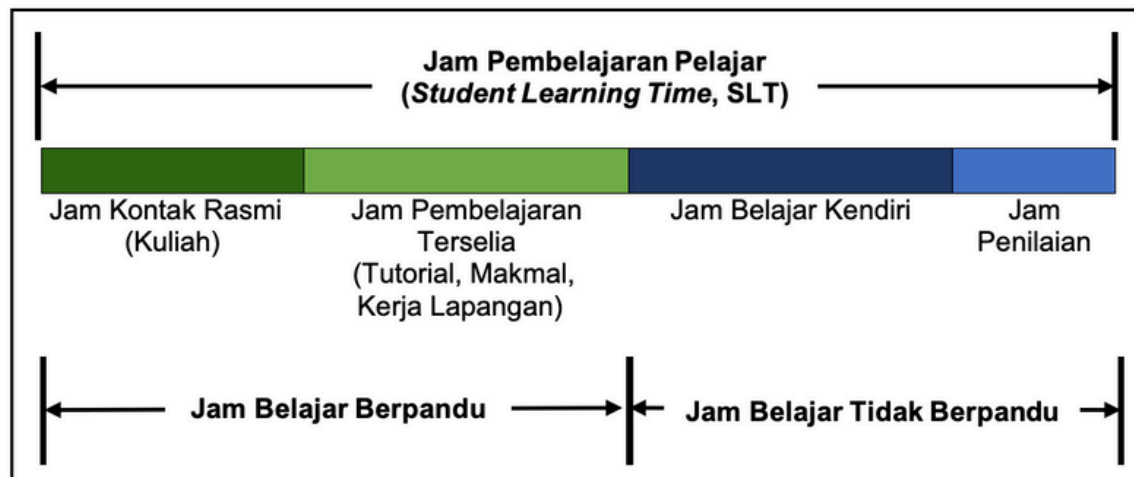 Jam Pembelajaran Pelajar
(Student Learning Time, SLT)
Jam Kontak Rasmi
(Kuliah)
Jam Pembelajaran
Terselia
(Tutorial, Makmal,
Kerja Lapangan)
Jam Belajar Kendiri
Jam
Penilaian
Jam Belajar Berpandu
Jam Belajar Tidak Berpandu